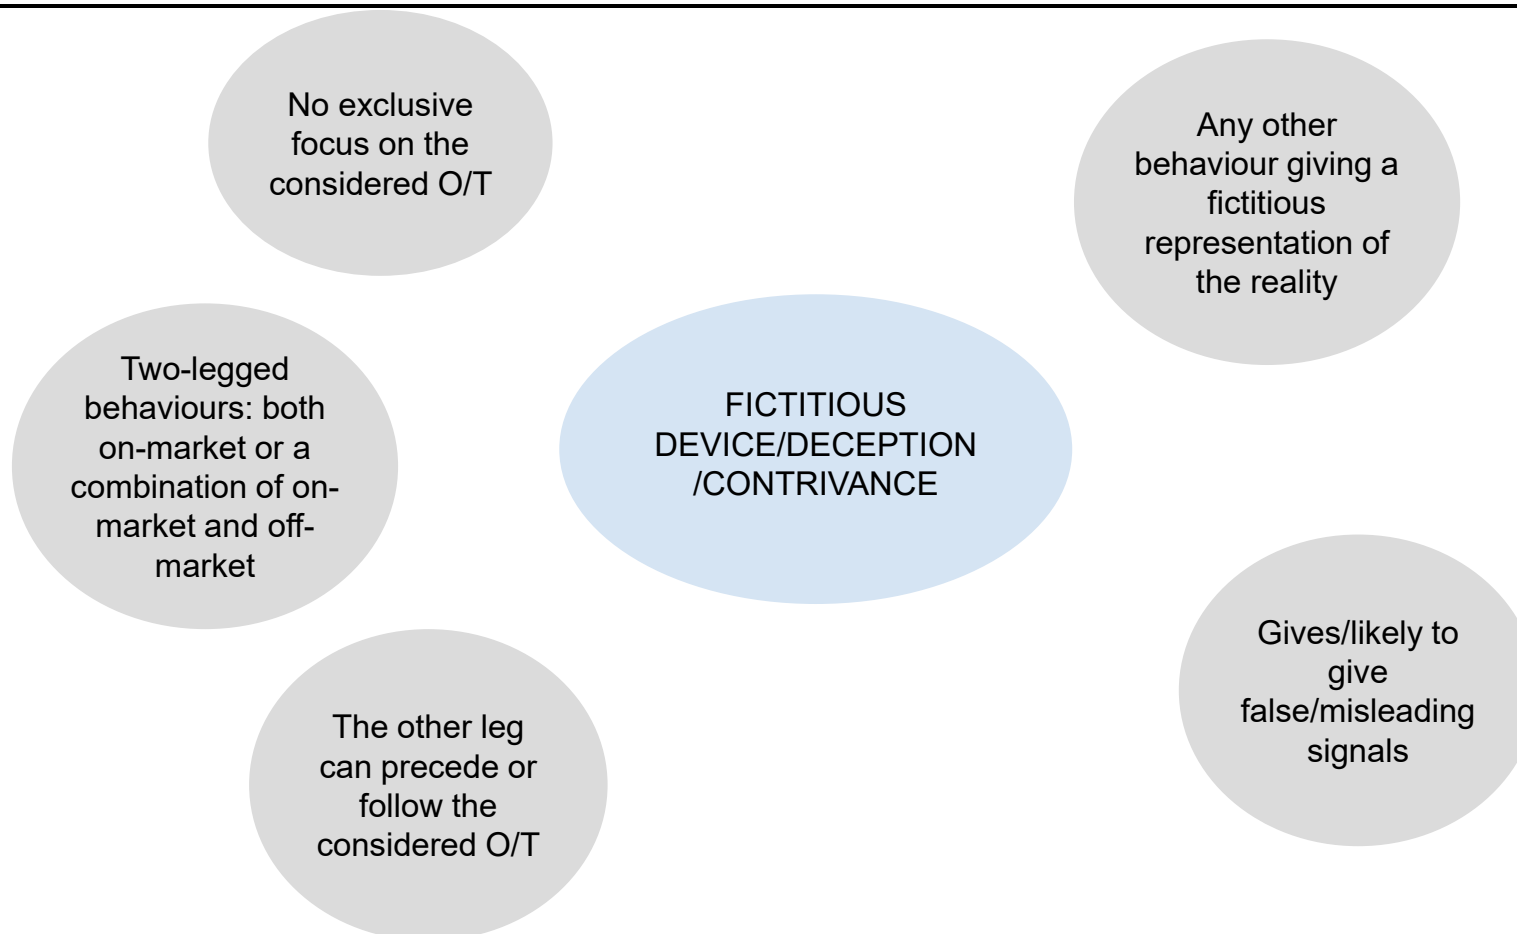 No exclusive
focus on the
considered O/T
Any other
behaviour giving a
fictitious
representation of
the reality
Two-legged
behaviours: both
on-market or a
combination of on-
market and off-
market
FICTITIOUS
DEVICE/DECEPTION
/CONTRIVANCE
Gives/likely to
give
false/misleading
signals
The other leg
can precede or
follow the
considered O/T